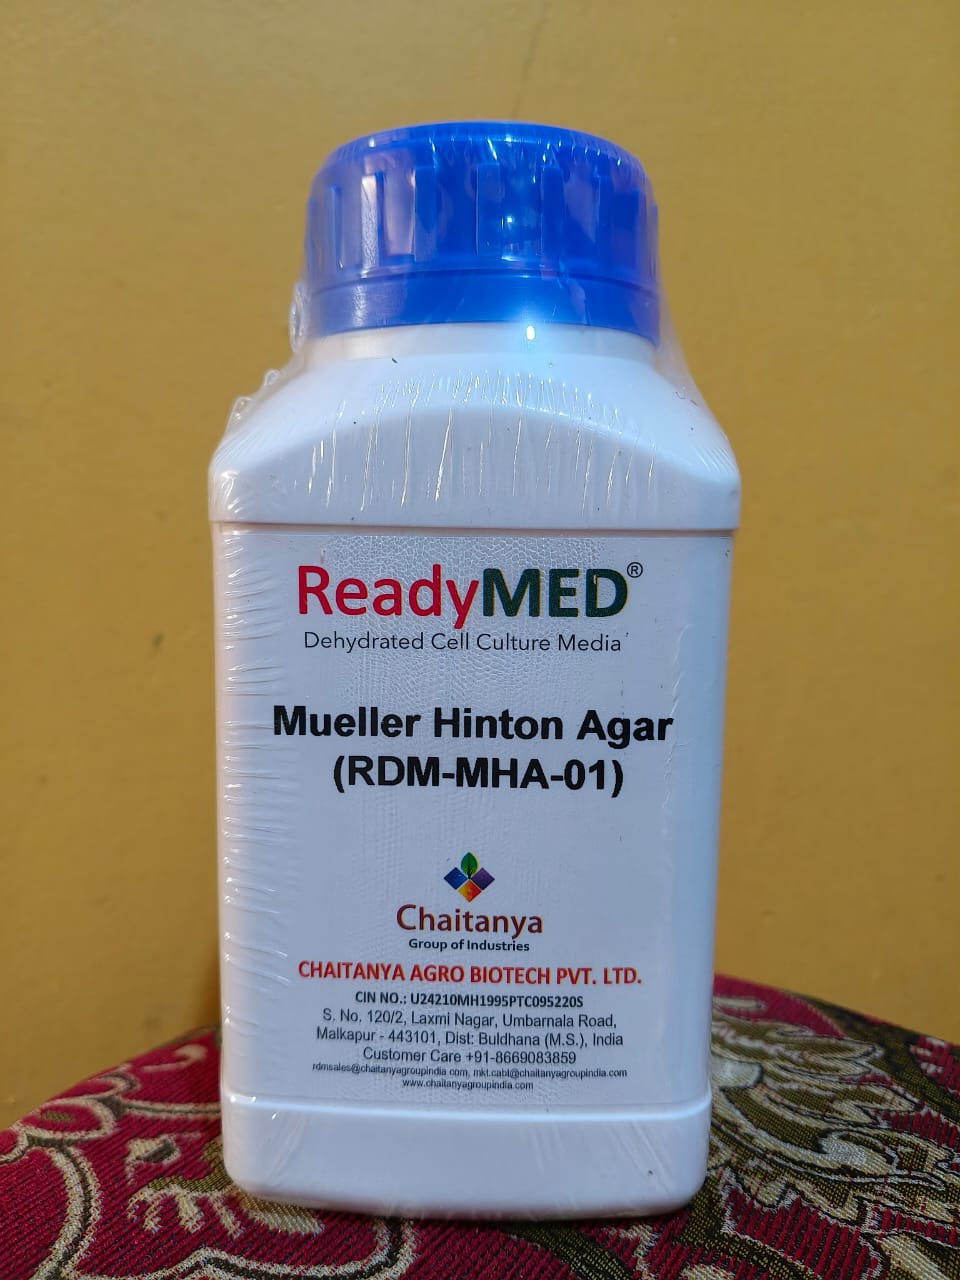 ReadyMED®
Dehydrated Cell Culture Media
Mueller Hinton Agar
(RDM-MHA-01)
Chaitanya
Group of Industries
CHAITANYA AGRO BIOTECH PVT. LTD.
CIN NO.: U24210MH1995PTC095220S
S. No. 120/2, Laxmi Nagar, Umbarnala Road,
Malkapur - 443101, Dist: Buldhana (M.S.), India
Customer Care +91-8669083859
rdmsales@chaitanyagroupindia.com, mkt.cabt@chaitanyagroupindia.com
www.chaitanyagroupindia.com